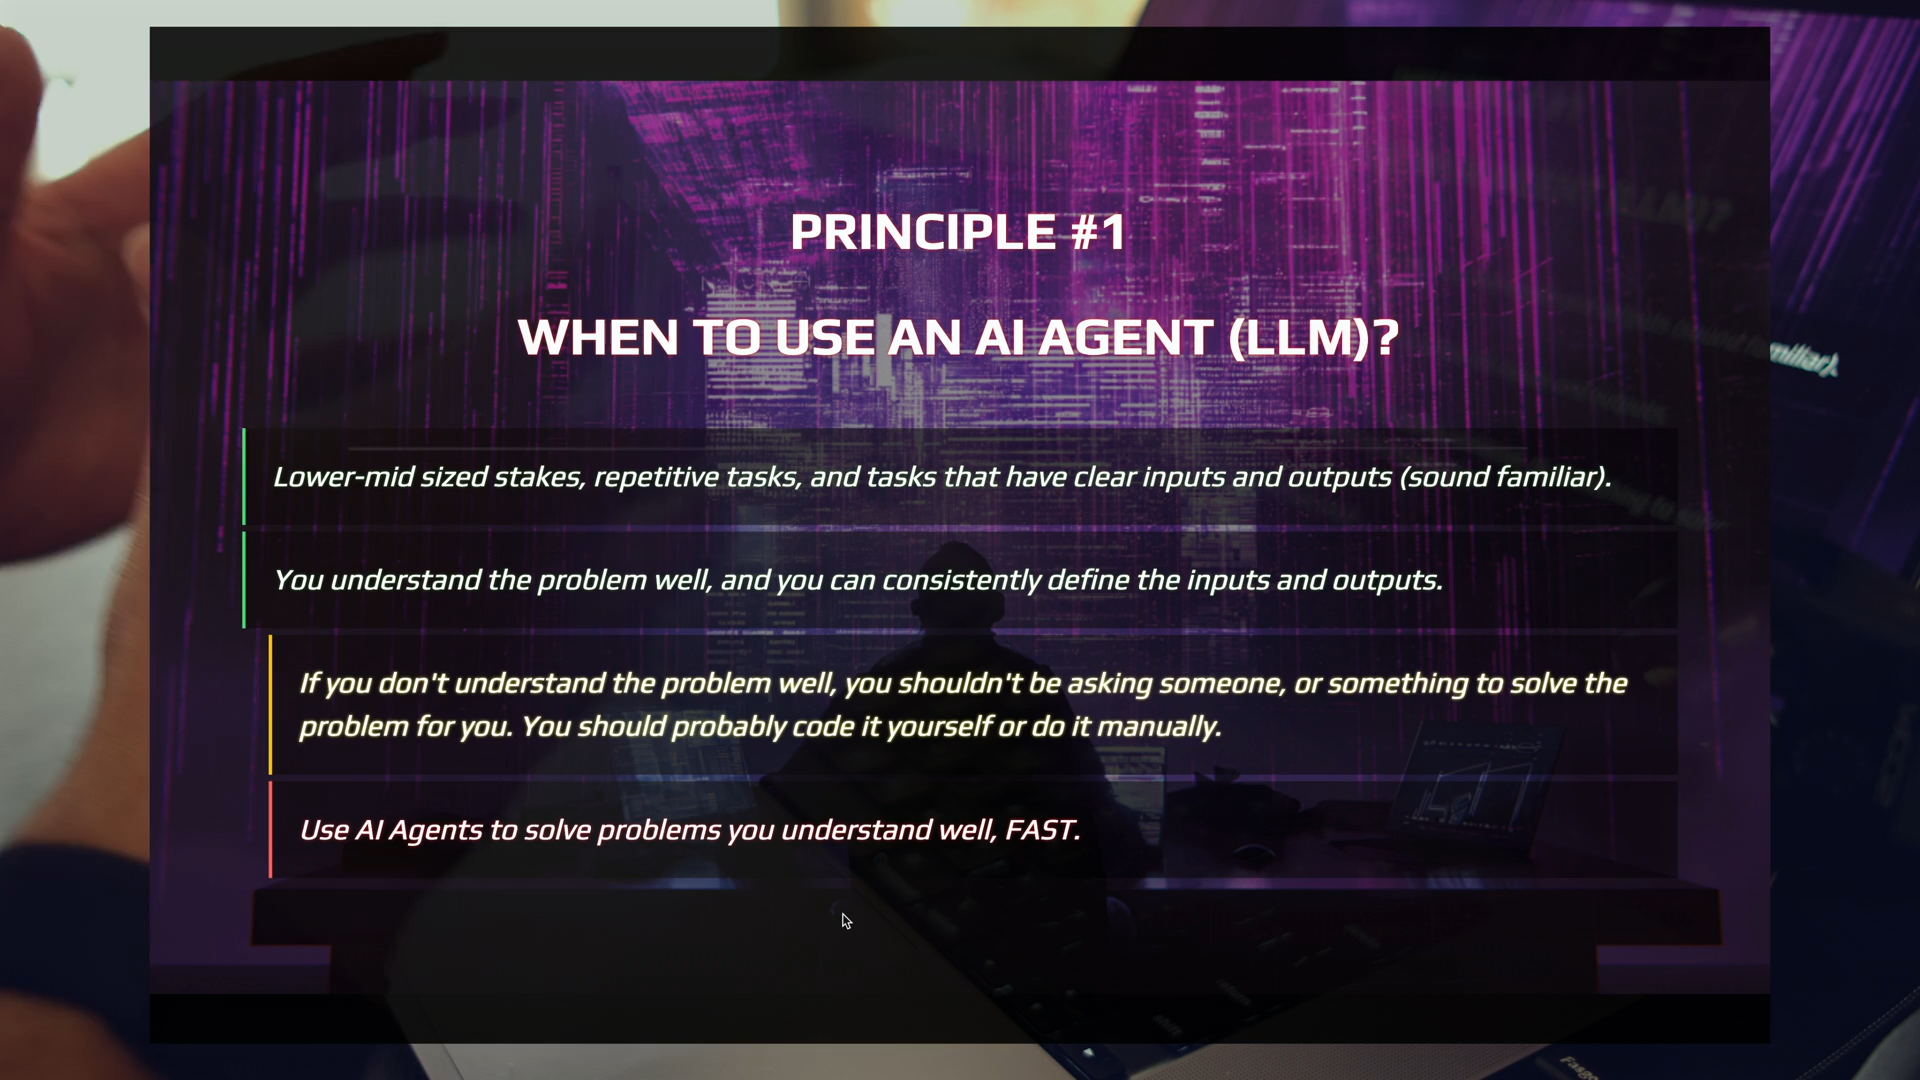 PRINCIPLE #1
WHEN TO USE AN AI AGENT (LLM)?
Lower-mid sized stakes, repetitive tasks, and tasks that have clear inputs and outputs (sound familiar).
You understand the problem well, and you can consistently define the inputs and outputs.
If you don't understand the problem well, you shouldn't be asking someone, or something to solve the
problem for you. You should probably code it yourself or do it manually.
Use AI Agents to solve problems you understand well, FAST.